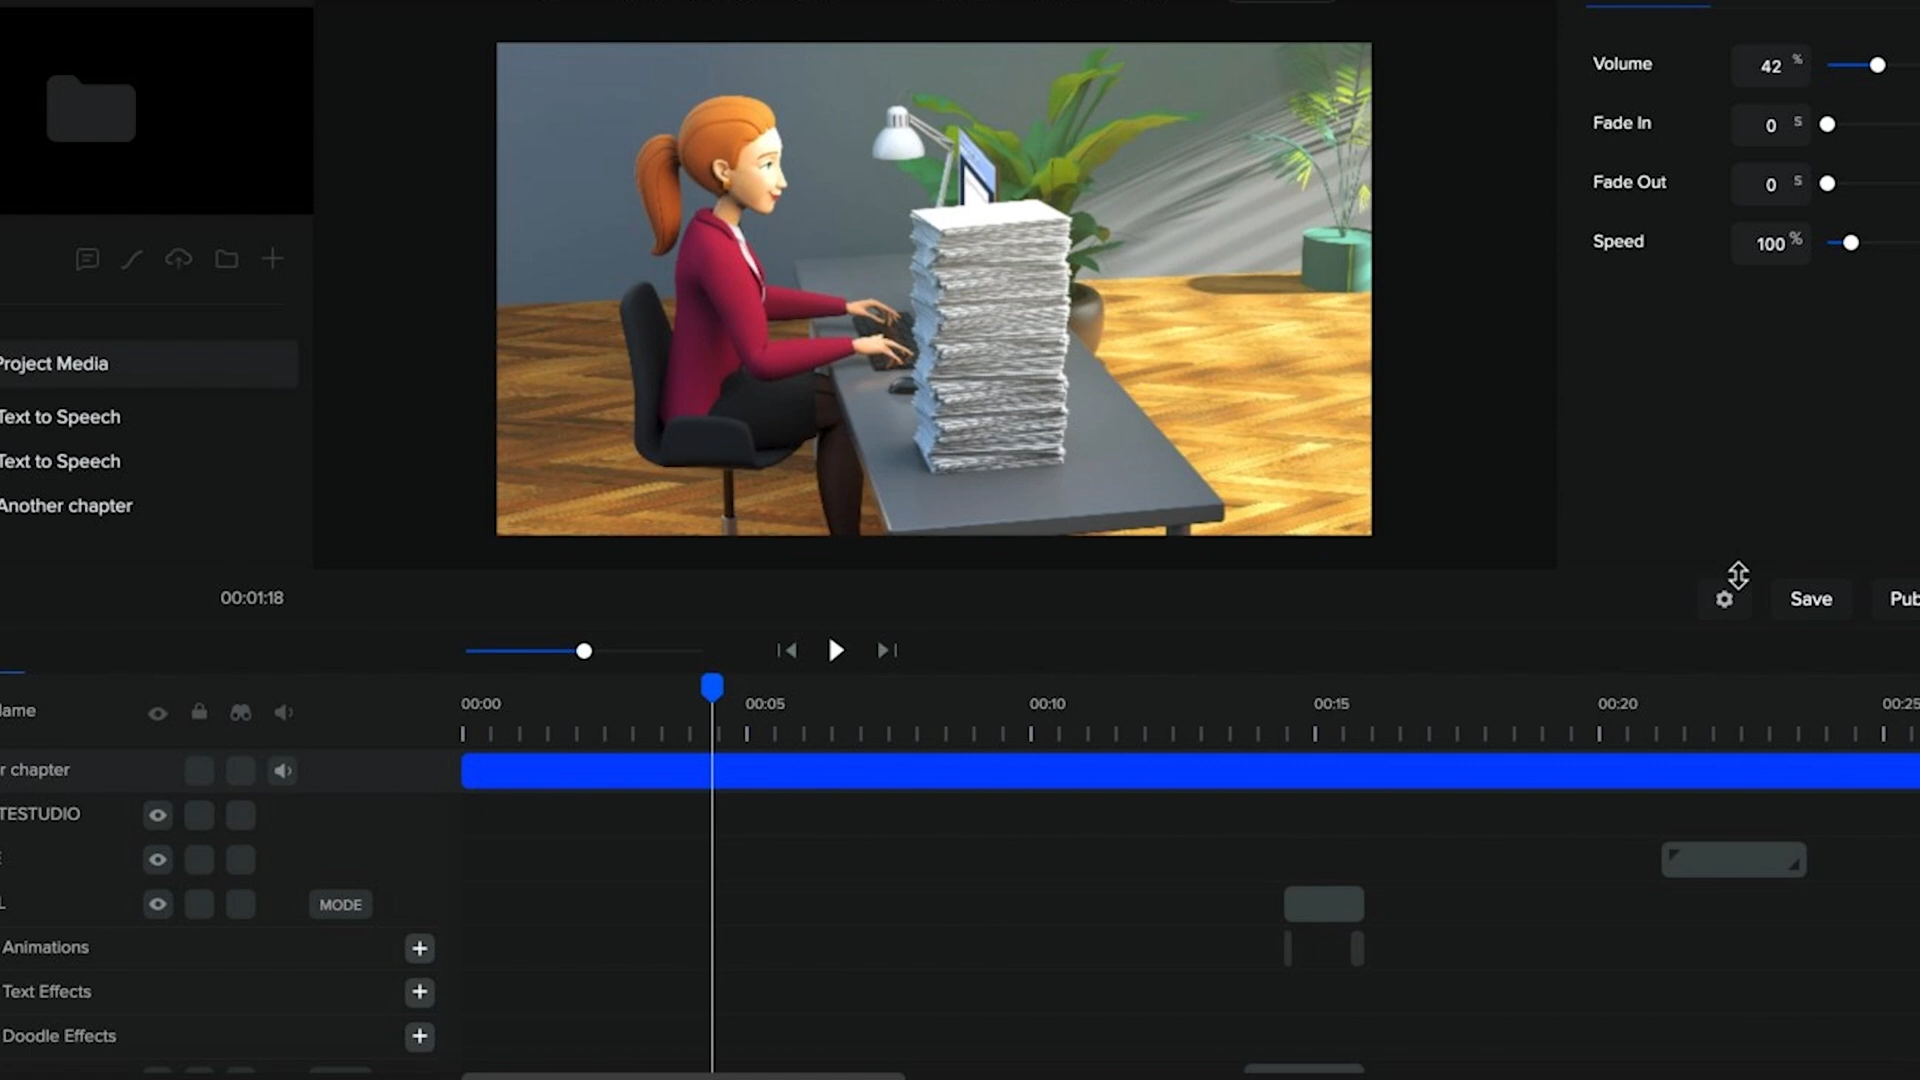 Volume 42 %
Fade In 0 s
Fade Out 0 s
Speed 100 %
Project Media
Text to Speech
Text to Speech
Another chapter
00:01:18
Save
Pub
ame
00:00 00:05 00:10 00:15 00:20 00:25
r chapter
TESTUDIO
E
L MODE
Animations
Text Effects
Doodle Effects